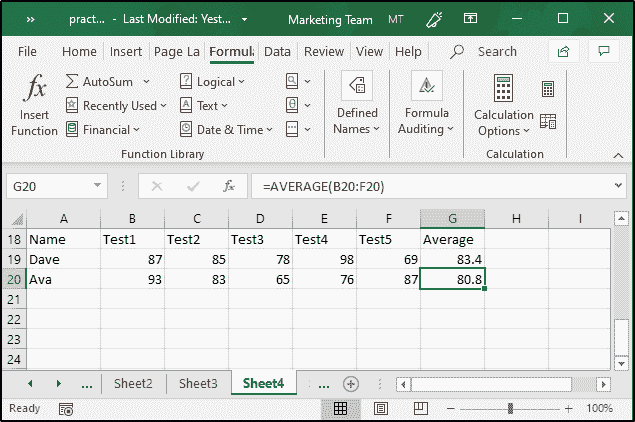 pract... - Last Modified: Yest... Marketing Team MT
File Home Insert Page La Formula Data Review View Help Search
fx Insert Function
AutoSum
Recently Used
Financial
Logical
Text
Date & Time
Function Library
Defined Names
Formula Auditing
Calculation Options
Calculation
G20 fx =AVERAGE(B20:F20)
A B C D E F G H I
18 Name Test1 Test2 Test3 Test4 Test5 Average
19 Dave 87 85 78 98 69 83.4
20 Ava 93 83 65 76 87 80.8
21
22
23
24
... Sheet2 Sheet3 Sheet4 ...
Ready 100%